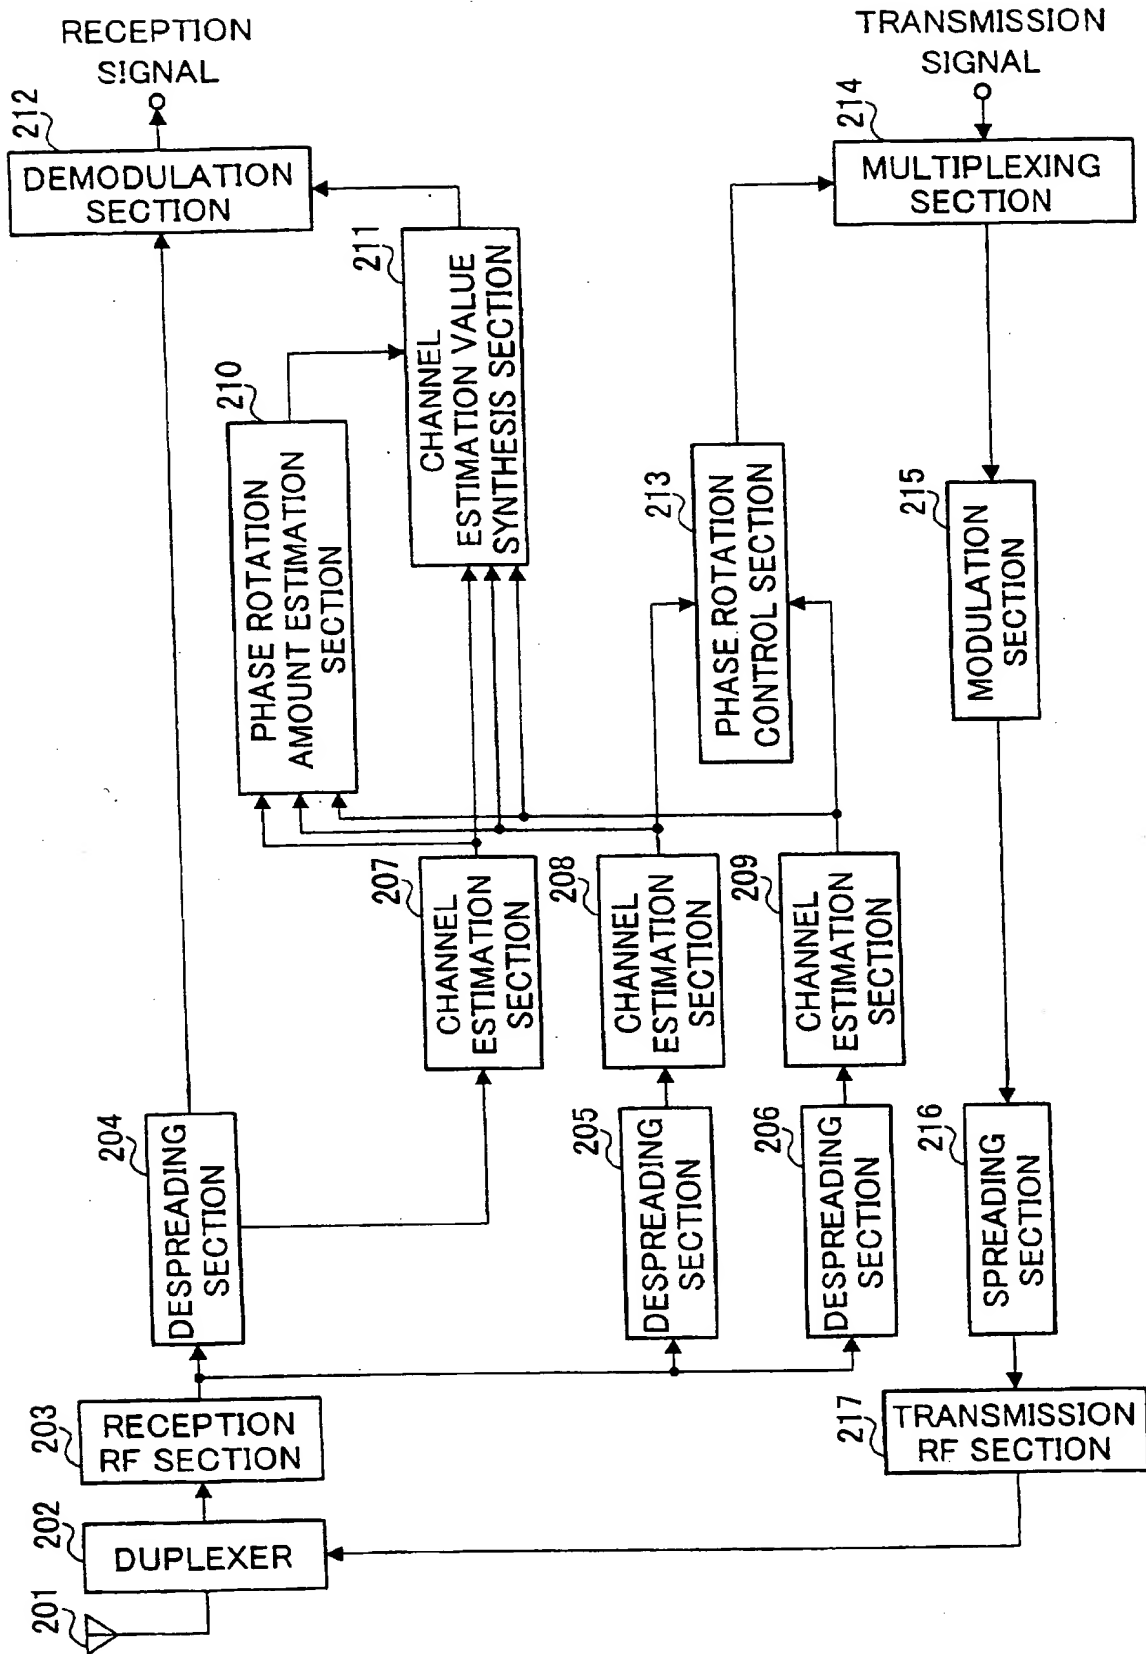 RECEPTION
SIGNAL
TRANSMISSION
SIGNAL
212
DEMODULATION
SECTION
214
MULTIPLEXING
SECTION
211
CHANNEL
ESTIMATION VALUE
SYNTHESIS SECTION
210
PHASE ROTATION
AMOUNT ESTIMATION
SECTION
213
PHASE ROTATION
CONTROL SECTION
215
MODULATION
SECTION
207
CHANNEL
ESTIMATION
SECTION
208
CHANNEL
ESTIMATION
SECTION
209
CHANNEL
ESTIMATION
SECTION
204
DESPREADING
SECTION
205
DESPREADING
SECTION
206
DESPREADING
SECTION
216
SPREADING
SECTION
203
RECEPTION
RF SECTION
217
TRANSMISSION
RF SECTION
202
DUPLEXER
201